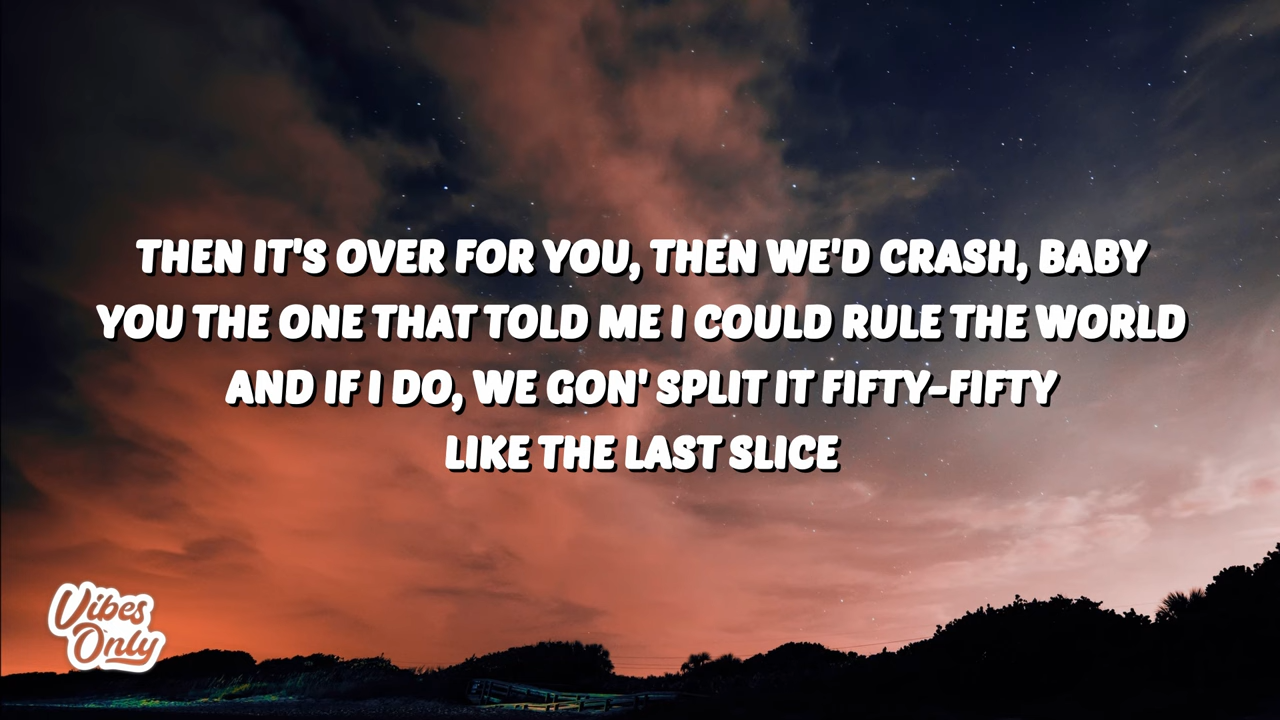 THEN IT'S OVER FOR YOU, THEN WE'D CRASH, BABY
YOU THE ONE THAT TOLD ME I COULD RULE THE WORLD
AND IF I DO, WE GON' SPLIT IT FIFTY-FIFTY
LIKE THE LAST SLICE
Vibes
Only